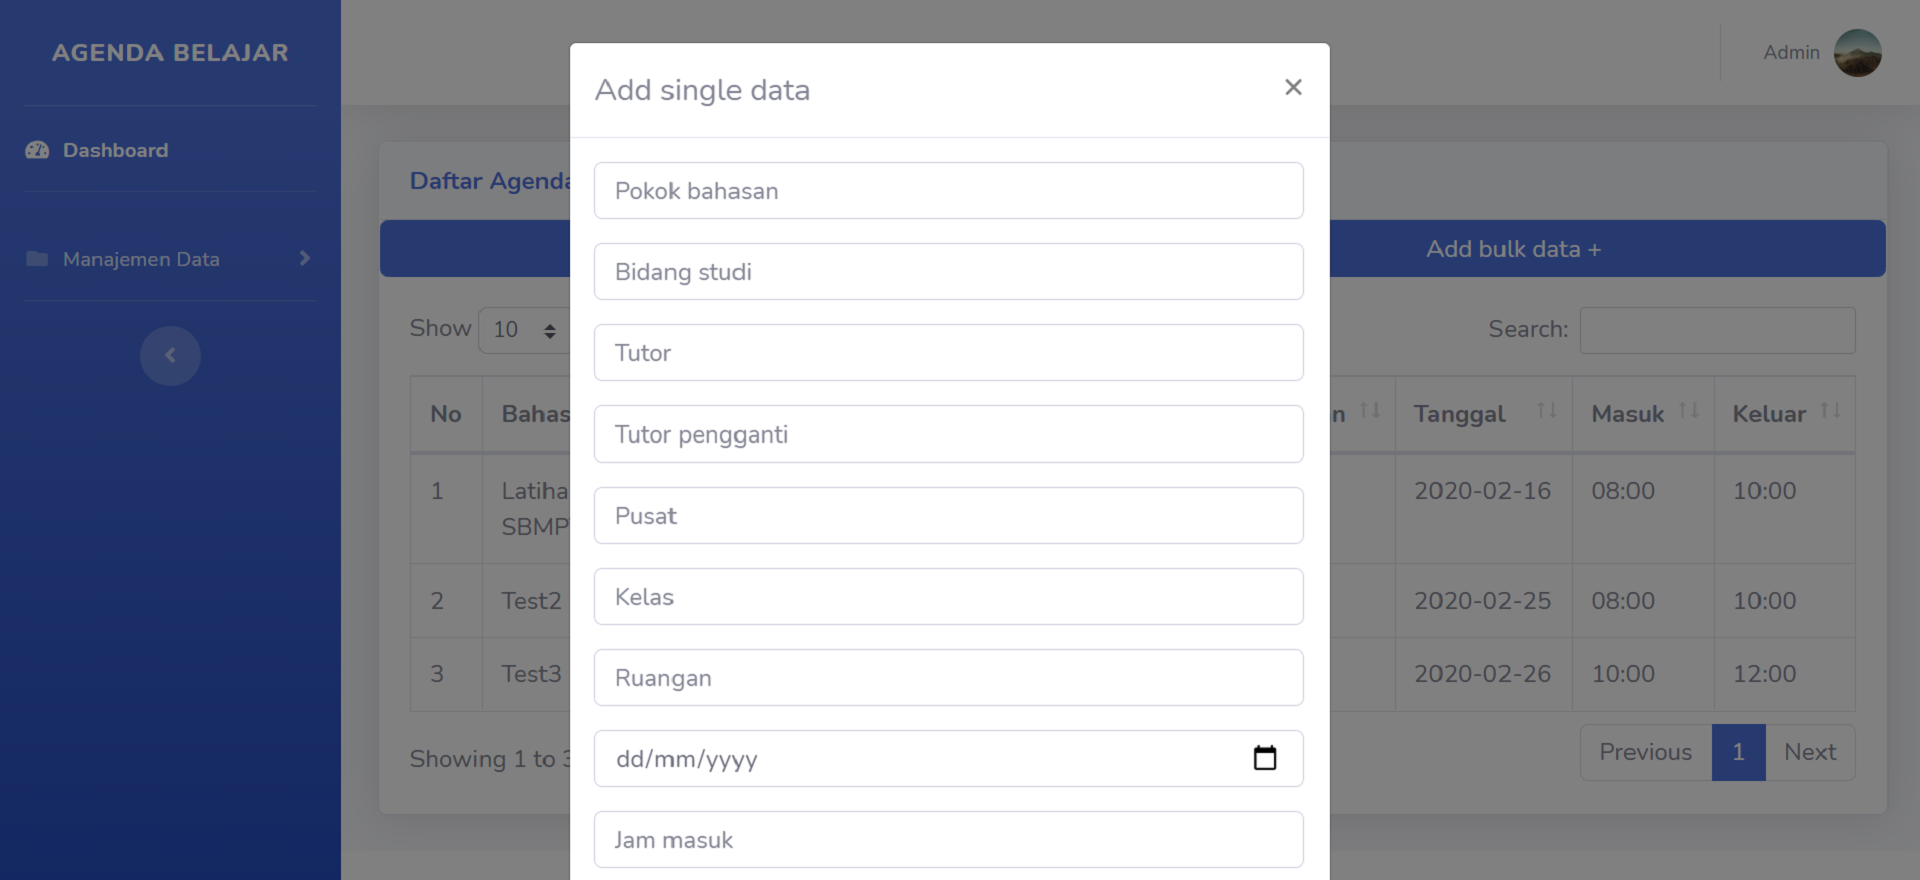 AGENDA BELAJAR
Dashboard
Manajemen Data
Admin
Daftar Agenda
Add bulk data +
Show 10
Search:
No Tanggal Masuk Keluar
1 2020-02-16 08:00 10:00
2 Test2 2020-02-25 08:00 10:00
3 Test3 2020-02-26 10:00 12:00
Showing 1 to 3
Previous 1 Next
Add single data ×
Pokok bahasan
Bidang studi
Tutor
Tutor pengganti
Pusat
Kelas
Ruangan
dd/mm/yyyy
Jam masuk